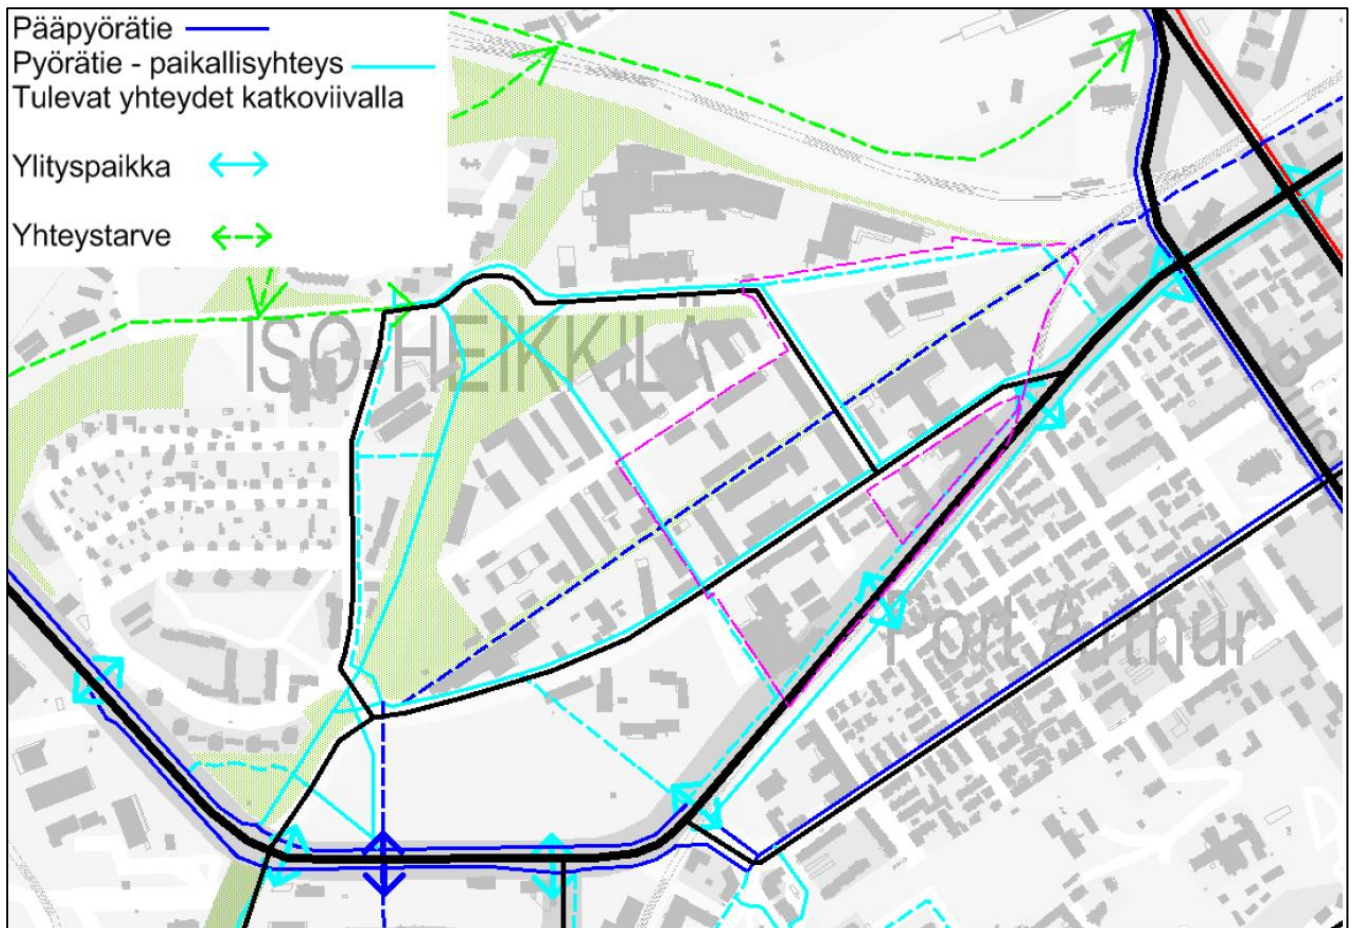 Pääpyörätie
Pyörätie - paikallisyhteys
Tulevat yhteydet katkoviivalla
Ylityspaikka
Yhteystarve
ISO-HEIKKILÄ
Port Arthur